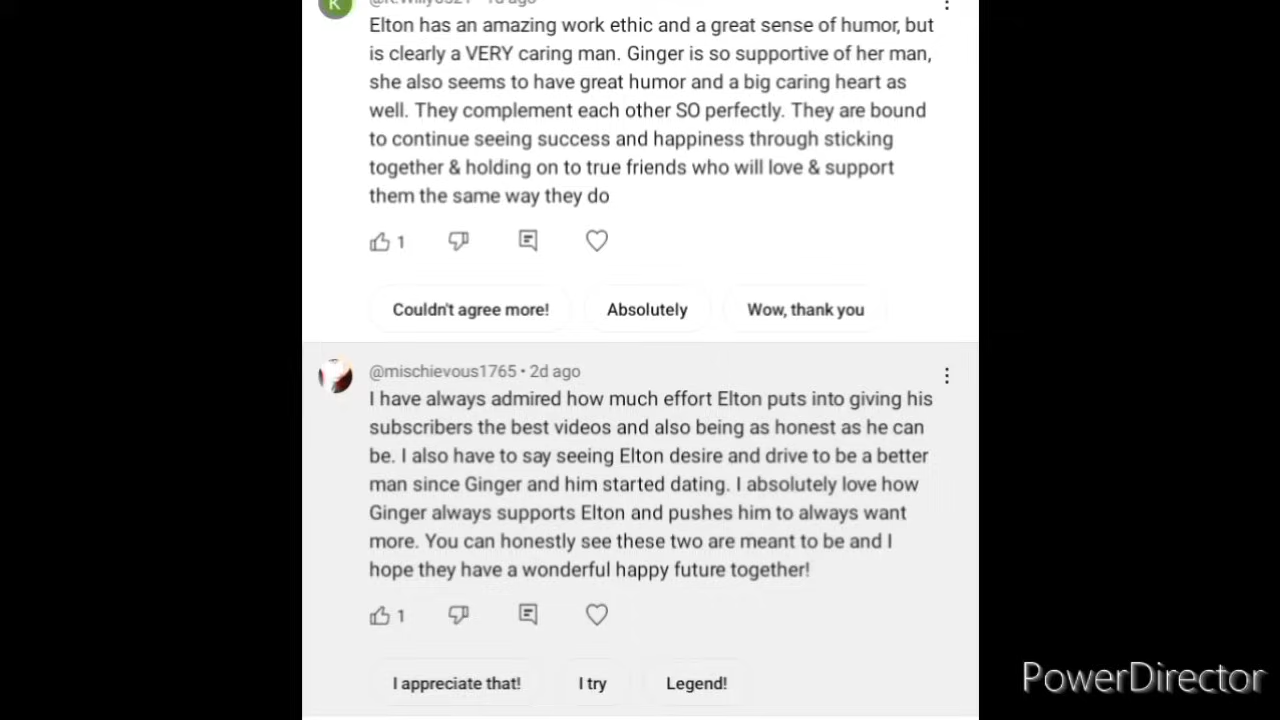 Elton has an amazing work ethic and a great sense of humor, but
is clearly a VERY caring man. Ginger is so supportive of her man,
she also seems to have great humor and a big caring heart as
well. They complement each other SO perfectly. They are bound
to continue seeing success and happiness through sticking
together & holding on to true friends who will love & support
them the same way they do
1
Couldn't agree more!
Absolutely
Wow, thank you
@mischievous1765 • 2d ago
I have always admired how much effort Elton puts into giving his
subscribers the best videos and also being as honest as he can
be. I also have to say seeing Elton desire and drive to be a better
man since Ginger and him started dating. I absolutely love how
Ginger always supports Elton and pushes him to always want
more. You can honestly see these two are meant to be and I
hope they have a wonderful happy future together!
1
I appreciate that!
I try
Legend!
PowerDirector